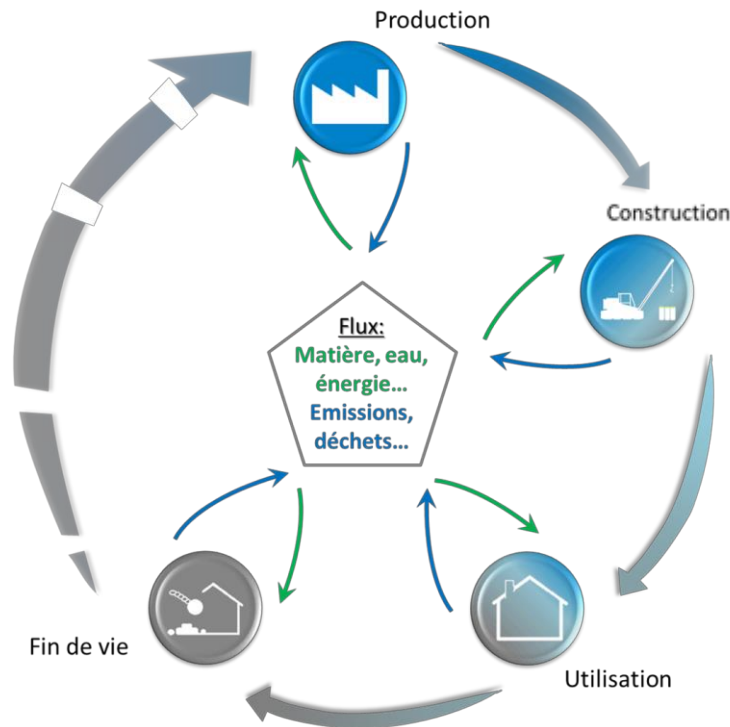 Production
Construction
Flux:
Matière, eau,
énergie...
Emissions,
déchets...
Fin de vie
Utilisation